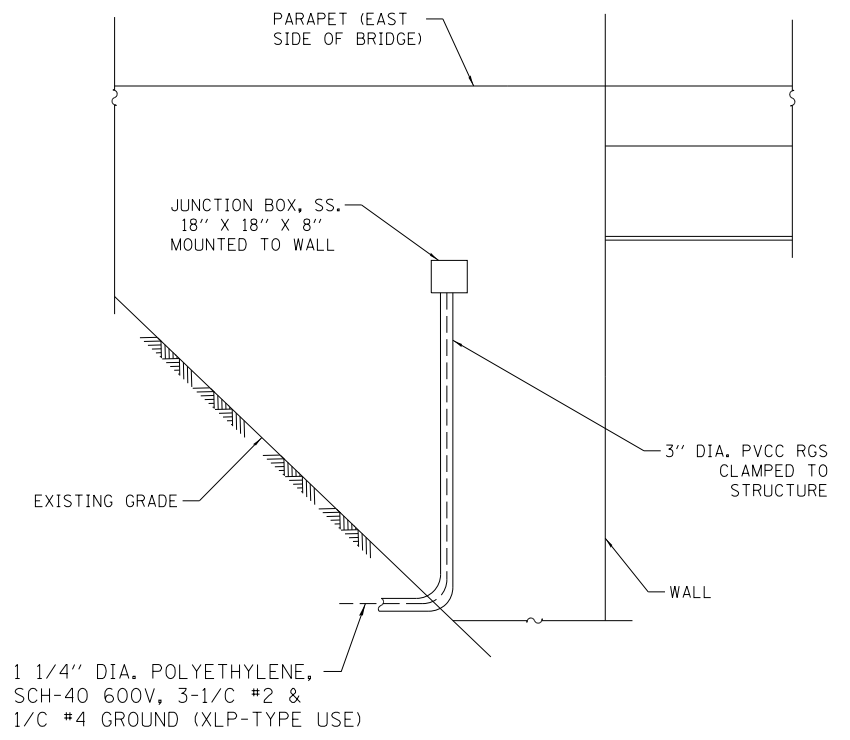 PARAPET (EAST
SIDE OF BRIDGE)
JUNCTION BOX, SS.
18" X 18" X 8"
MOUNTED TO WALL
3" DIA. PVCC RGS
CLAMPED TO
STRUCTURE
EXISTING GRADE
WALL
1 1/4" DIA. POLYETHYLENE,
SCH-40 600V, 3-1/C #2 &
1/C #4 GROUND (XLP-TYPE USE)